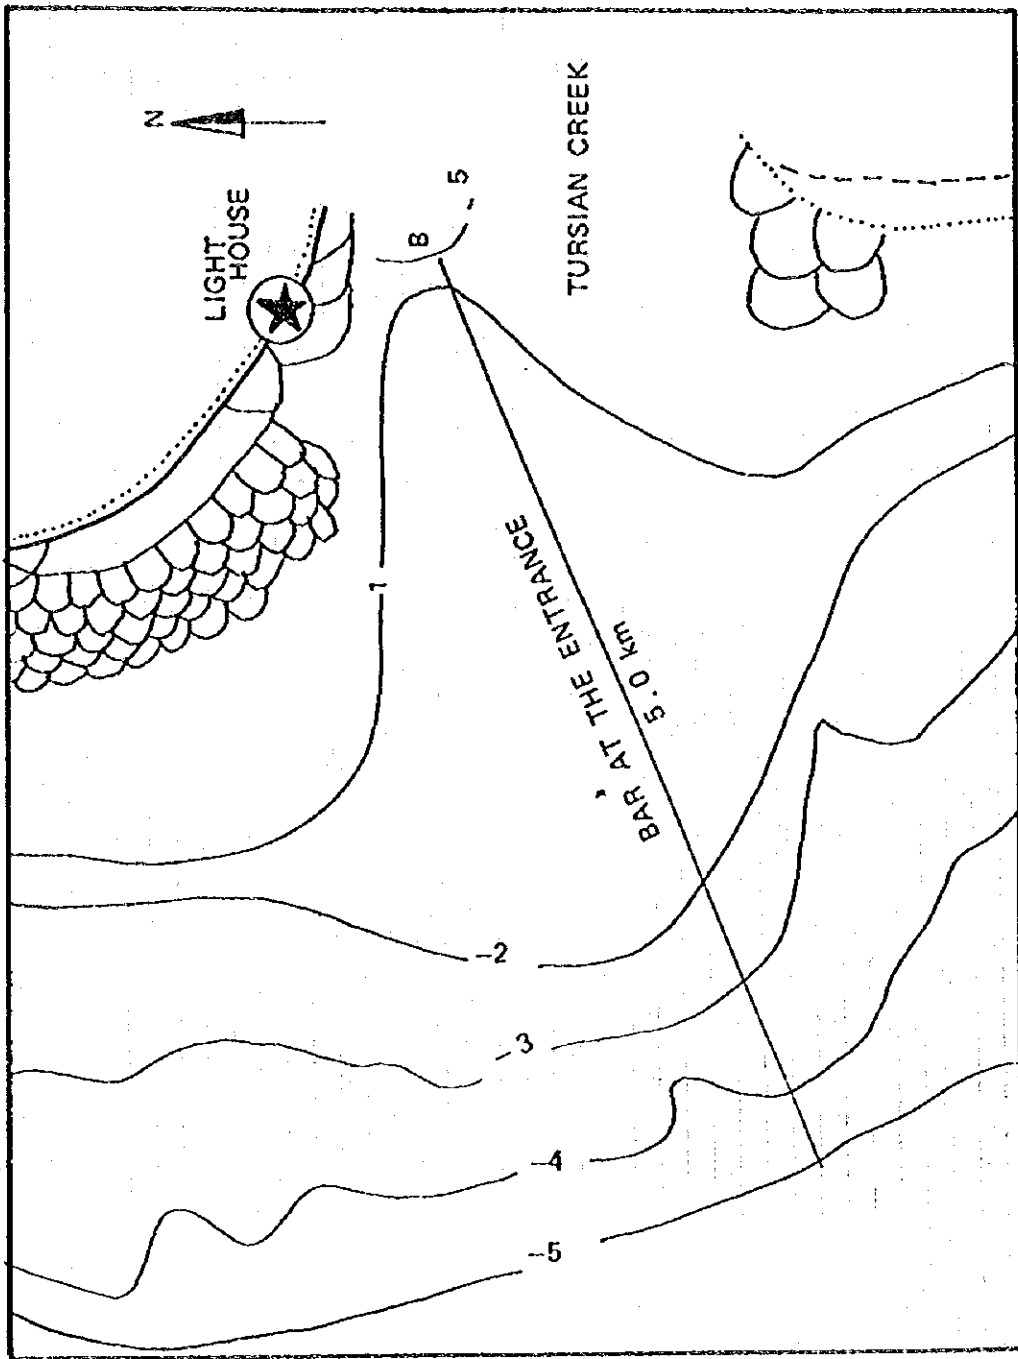 N
LIGHT
HOUSE
B
- 5
TURSIAN CREEK
1
BAR AT THE ENTRANCE
5.0 km
-2
-3
-4
-5